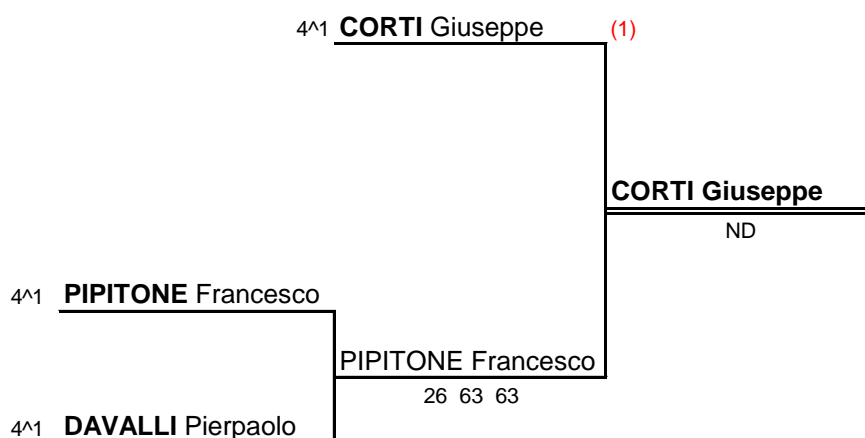 4^1 CORTI Giuseppe (1)
CORTI Giuseppe
ND
4^1 PIPITONE Francesco
PIPITONE Francesco
26 63 63
4^1 DAVALLI Pierpaolo